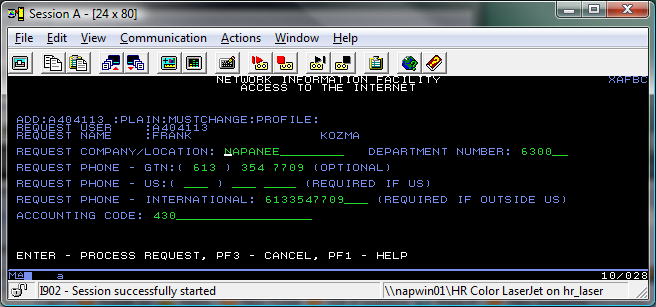 Session A - [24 x 80]
File Edit View Communication Actions Window Help
NETWORK INFORMATION FACILITY XAFBC
ACCESS TO THE INTERNET
ADD:A404113 :PLAIN:MUSTCHANGE:PROFILE:
REQUEST USER :A404113
REQUEST NAME :FRANK KOZMA
REQUEST COMPANY/LOCATION: NAPANEE__________ DEPARTMENT NUMBER: 6300__
REQUEST PHONE - GTN:( 613 ) 354 7709 (OPTIONAL)
REQUEST PHONE - US:( ___ ) ___ ____ (REQUIRED IF US)
REQUEST PHONE - INTERNATIONAL: 6133547709___ (REQUIRED IF OUTSIDE US)
ACCOUNTING CODE: 430_________________
ENTER - PROCESS REQUEST, PF3 - CANCEL, PF1 - HELP
MA a 10/028
I902 - Session successfully started \\napwin01\HR Color LaserJet on hr_laser